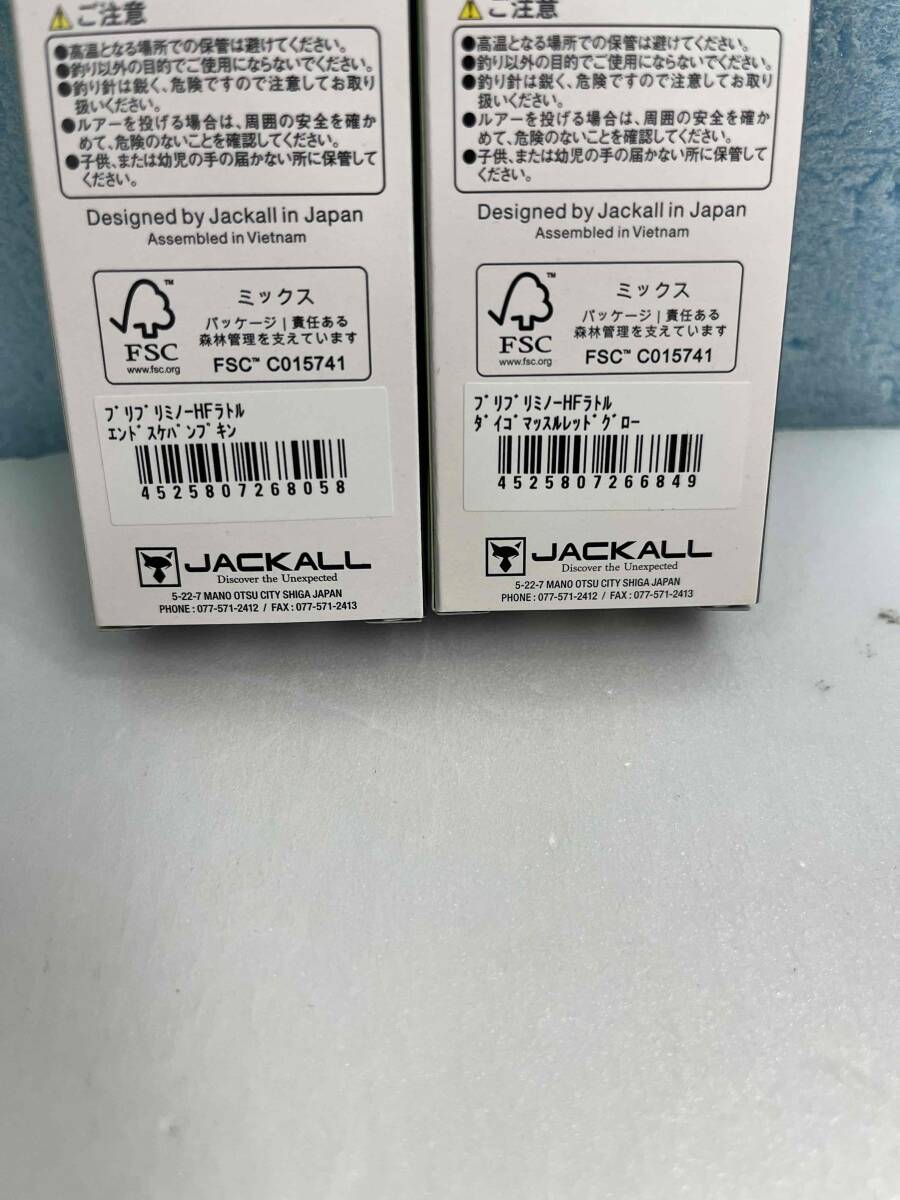 ご注意
●高温となる場所での保管は避けてください。
●釣り以外の目的でご使用にならないでください。
●釣り針は鋭く、危険ですので注意してお取り
扱いください。
●ルアーを投げる場合は、周囲の安全を確か
めて、危険のないことを確認してください。
●子供、または幼児の手の届かない所に保管して
ください。
Designed by Jackall in Japan
Assembled in Vietnam
FSC
www.fsc.org
ミックス
パッケージ|責任ある
森林管理を支えています
FSC™ C015741
ﾌﾟﾘﾌﾟﾘﾐﾉｰHFﾗﾄﾙ
ｴﾝﾄﾞｽｹﾊﾟﾝﾌﾟｷﾝ
4525807268058
JACKALL
Discover the Unexpected
5-22-7 MANO OTSU CITY SHIGA JAPAN
PHONE : 077-571-2412 / FAX : 077-571-2413
ご注意
●高温となる場所での保管は避けてください。
●釣り以外の目的でご使用にならないでください。
●釣り針は鋭く、危険ですので注意してお取り
扱いください。
●ルアーを投げる場合は、周囲の安全を確か
めて、危険のないことを確認してください。
●子供、または幼児の手の届かない所に保管して
ください。
Designed by Jackall in Japan
Assembled in Vietnam
FSC
www.fsc.org
ミックス
パッケージ|責任ある
森林管理を支えています
FSC™ C015741
ﾌﾟﾘﾌﾟﾘﾐﾉｰHFﾗﾄﾙ
ﾀﾞｲｺﾞﾏｯｽﾙﾚｯﾄﾞｸﾞﾛｰ
4525807266849
JACKALL
Discover the Unexpected
5-22-7 MANO OTSU CITY SHIGA JAPAN
PHONE : 077-571-2412 / FAX : 077-571-2413